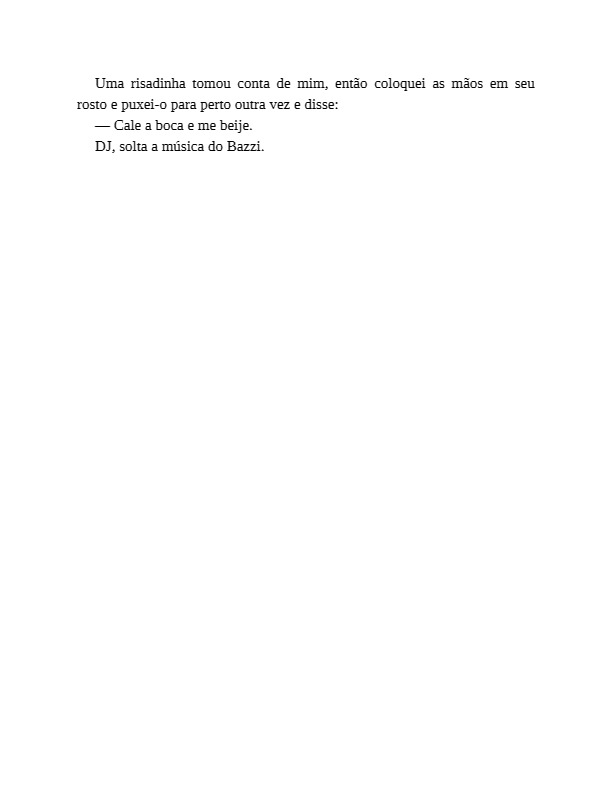 Uma risadinha tomou conta de mim, então coloquei as mãos em seu
rosto e puxei-o para perto outra vez e disse:
— Cale a boca e me beije.
DJ, solta a música do Bazzi.